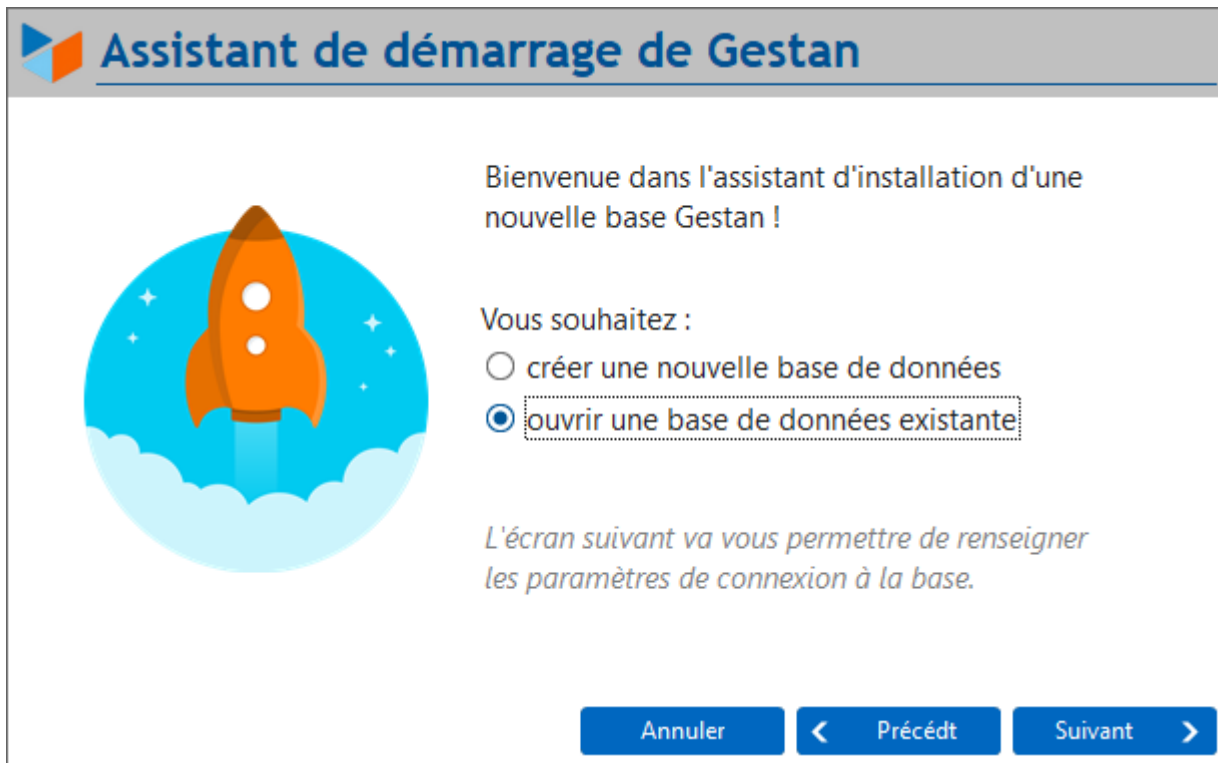 Assistant de démarrage de Gestan
Bienvenue dans l'assistant d'installation d'une
nouvelle base Gestan !
Vous souhaitez :
créer une nouvelle base de données
ouvrir une base de données existante
L'écran suivant va vous permettre de renseigner
les paramètres de connexion à la base.
Annuler
Précédt
Suivant